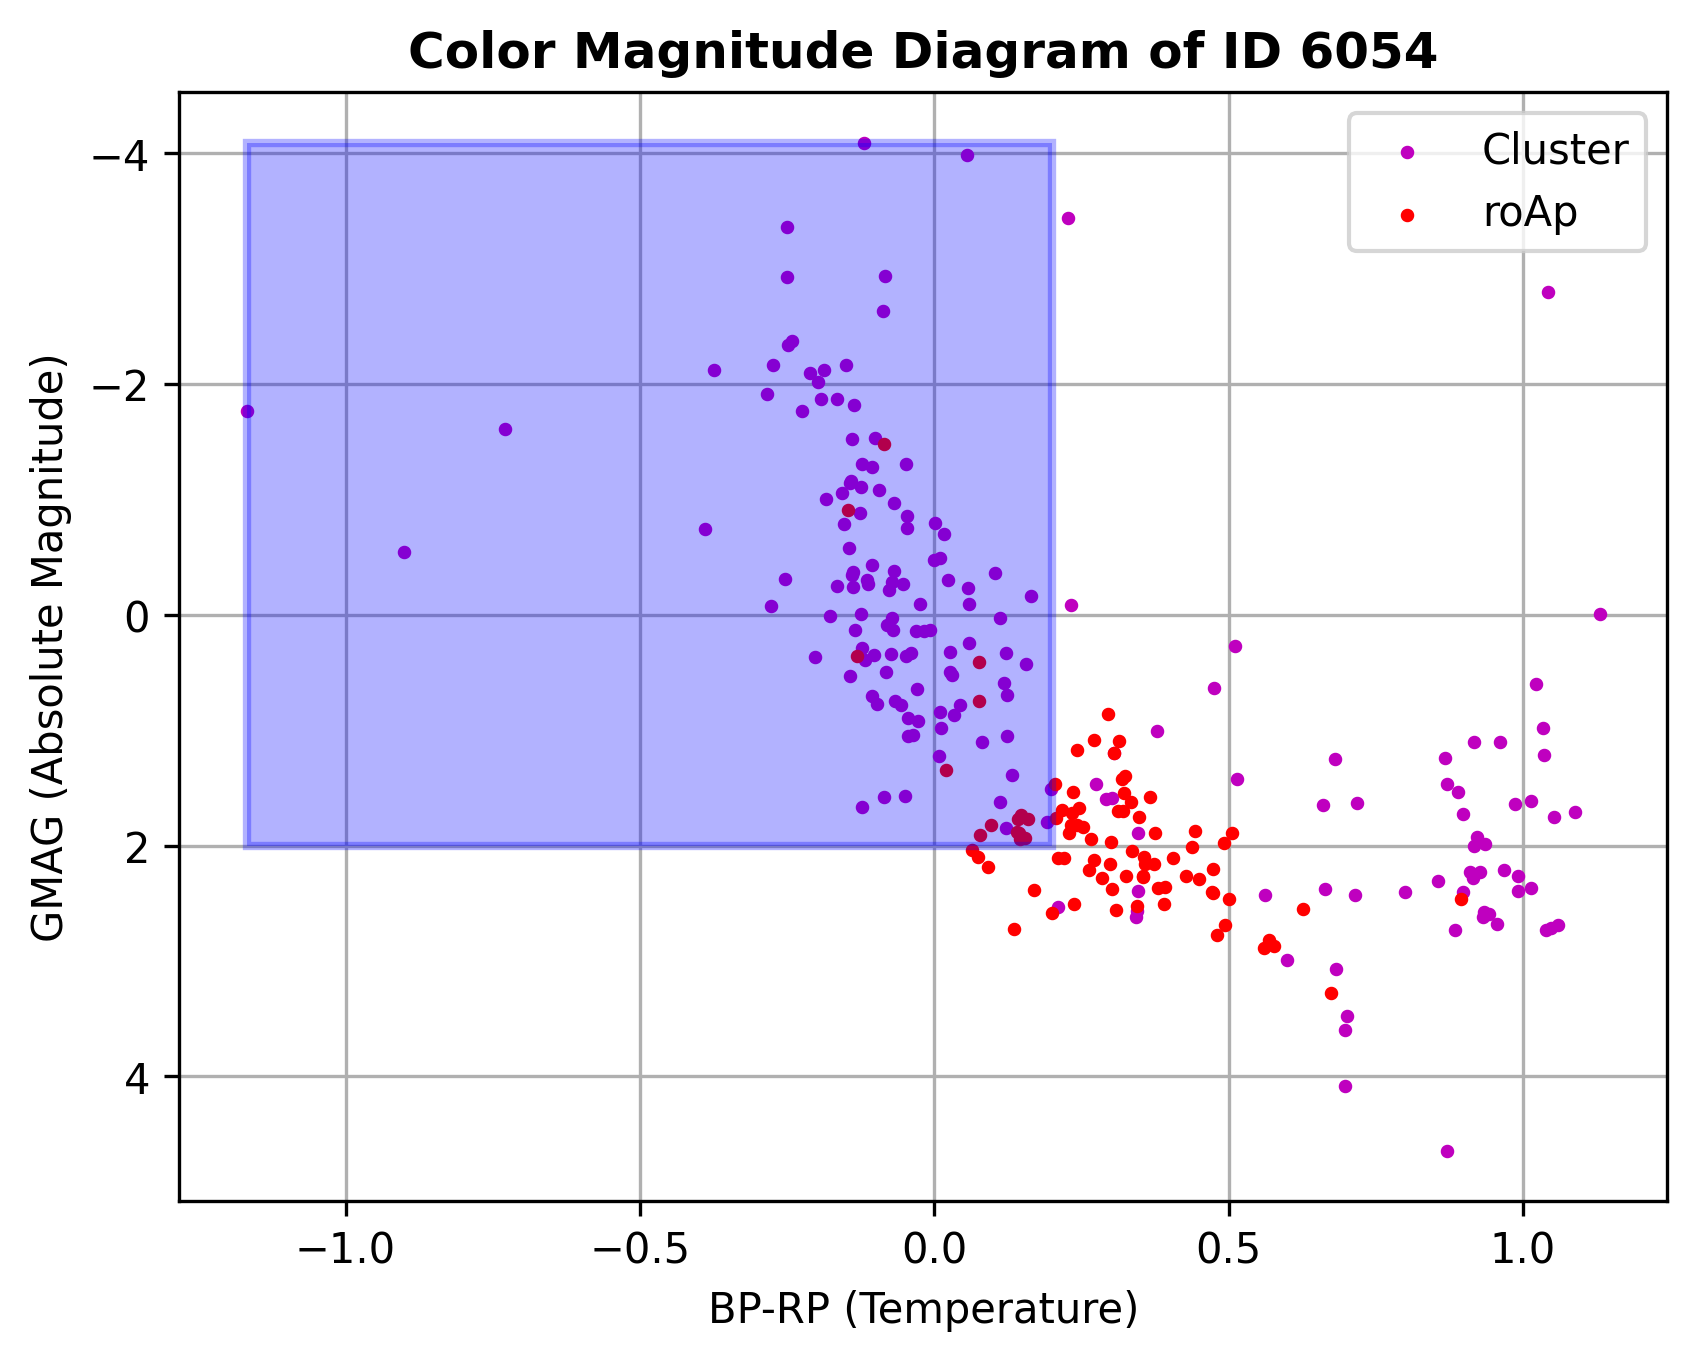 Color Magnitude Diagram of ID 6054
Cluster
roAp
GMAG (Absolute Magnitude)
−4
−2
0
2
4
−1.0 −0.5 0.0 0.5 1.0
BP-RP (Temperature)